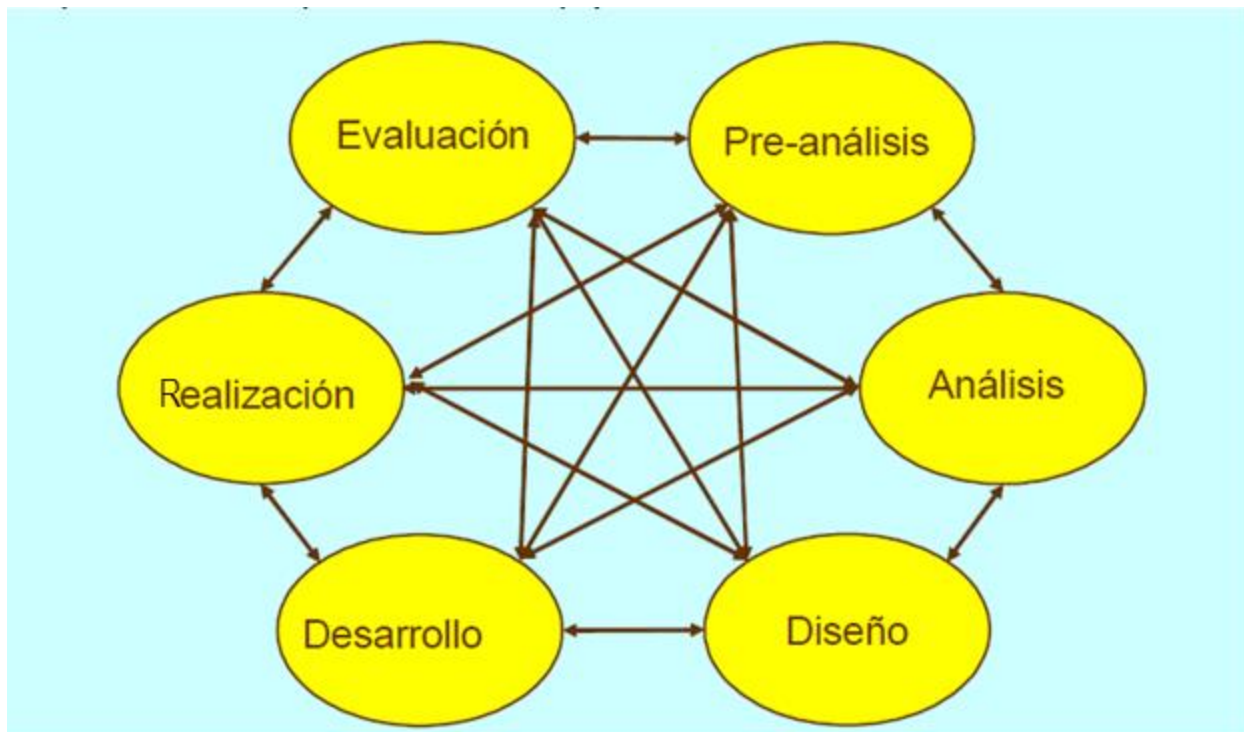 Evaluación
Pre-análisis
Realización
Análisis
Desarrollo
Diseño